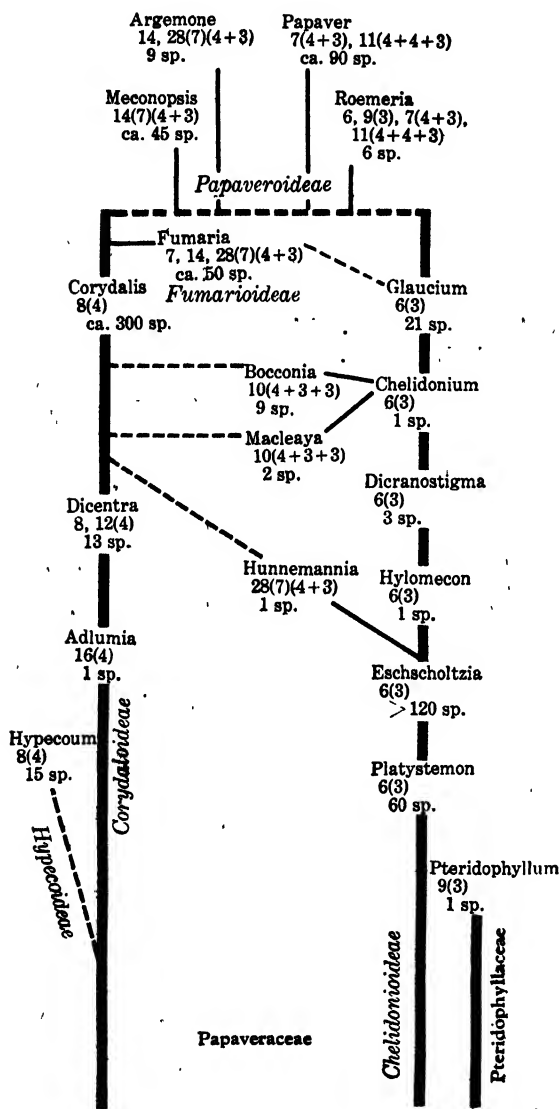 Argemone
14, 28(7)(4+3)
9 sp.
Papaver
7(4+3), 11(4+4+3)
ca. 90 sp.
Meconopsis
14(7)(4+3)
ca. 45 sp.
Roemeria
6, 9(3), 7(4+3),
11(4+4+3)
6 sp.
Papaveroideae
Fumaria
7, 14, 28(7)(4+3)
ca. 50 sp.
Fumarioideae
Corydalis
8(4)
ca. 300 sp.
Glaucium
6(3)
21 sp.
Bocconia
10(4+3+3)
9 sp.
Chelidonium
6(3)
1 sp.
Macleaya
10(4+3+3)
2 sp.
Dicentra
8, 12(4)
13 sp.
Dicranostigma
6(3)
3 sp.
Hunnemannia
28(7)(4+3)
1 sp.
Hylomecon
6(3)
1 sp.
Adlumia
16(4)
1 sp.
Eschscholtzia
6(3)
> 120 sp.
Hypecoum
8(4)
15 sp.
Corydaloideae
Hypecoideae
Platystemon
6(3)
60 sp.
Pteridophyllum
9(3)
1 sp.
Papaveraceae
Chelidonioideae
Pteridophyllaceae